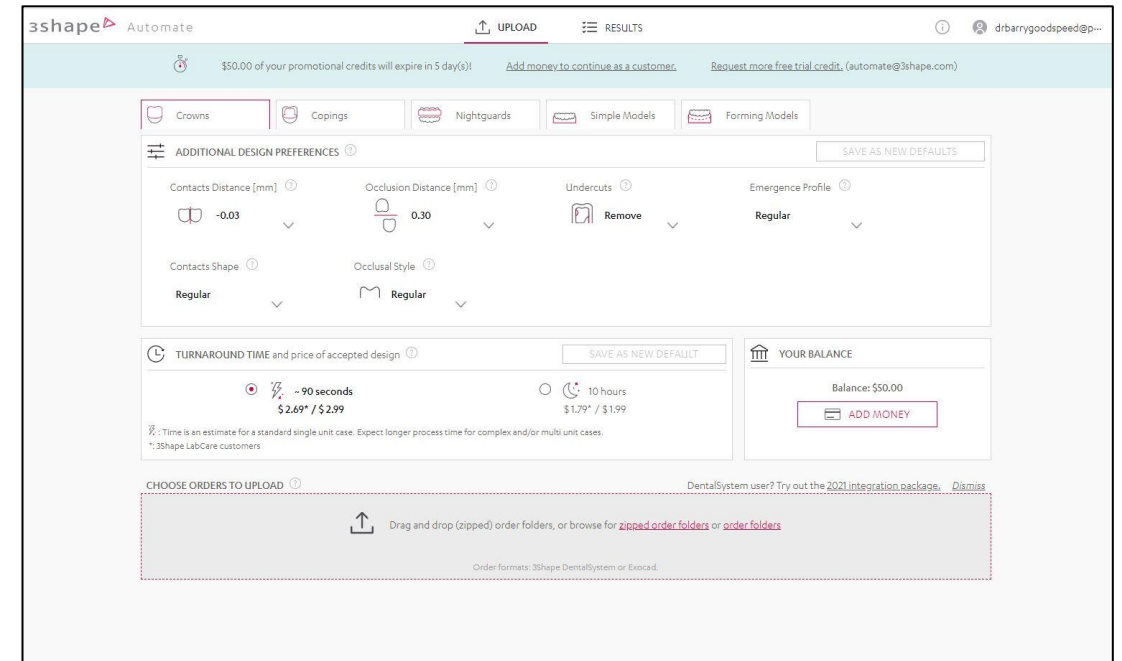 3shape Automate UPLOAD RESULTS drbarrygoodspeed@p...
$50.00 of your promotional credits will expire in 5 day(s)! Add money to continue as a customer. Request more free trial credit. (automate@3shape.com)
Crowns Copings Nightguards Simple Models Forming Models
ADDITIONAL DESIGN PREFERENCES SAVE AS NEW DEFAULTS
Contacts Distance [mm] Occlusion Distance [mm] Undercuts Emergence Profile
-0.03 0.30 Remove Regular
Contacts Shape Occlusal Style
Regular Regular
TURNAROUND TIME and price of accepted design SAVE AS NEW DEFAULT
~ 90 seconds 10 hours
$2.69* / $2.99 $1.79* / $1.99
: Time is an estimate for a standard single unit case. Expect longer process time for complex and/or multi unit cases.
*: 3Shape LabCare customers
YOUR BALANCE
Balance: $50.00
ADD MONEY
CHOOSE ORDERS TO UPLOAD DentalSystem user? Try out the 2021 integration package. Dismiss
Drag and drop (zipped) order folders, or browse for zipped order folders or order folders
Order formats: 3Shape DentalSystem or Exocad.